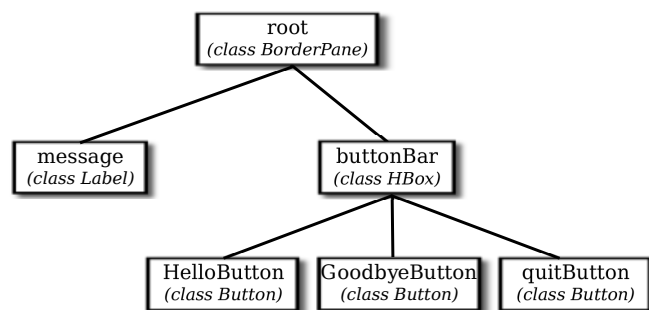 root
(class BorderPane)
message
(class Label)
buttonBar
(class HBox)
HelloButton
(class Button)
GoodbyeButton
(class Button)
quitButton
(class Button)